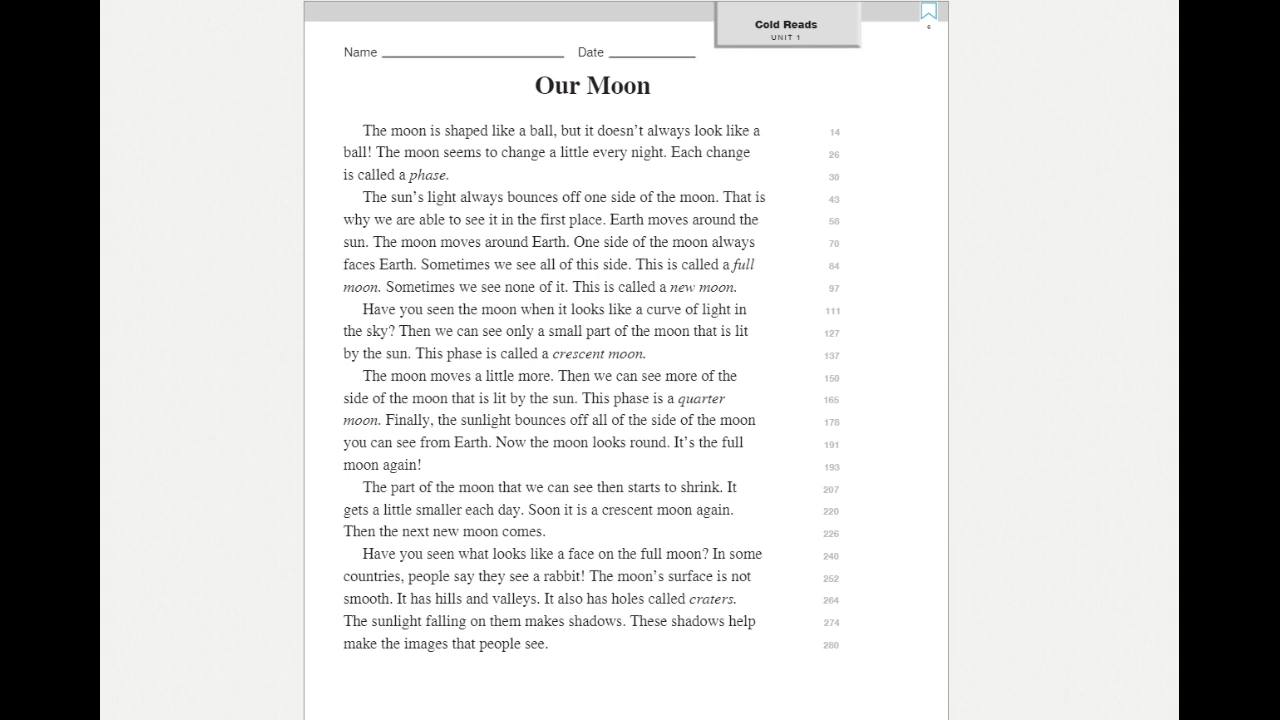 Cold Reads
UNIT 1
6
Name
Date
Our Moon
The moon is shaped like a ball, but it doesn’t always look like a 14
ball! The moon seems to change a little every night. Each change 26
is called a phase. 30
The sun’s light always bounces off one side of the moon. That is 43
why we are able to see it in the first place. Earth moves around the 58
sun. The moon moves around Earth. One side of the moon always 70
faces Earth. Sometimes we see all of this side. This is called a full 84
moon. Sometimes we see none of it. This is called a new moon. 97
Have you seen the moon when it looks like a curve of light in 111
the sky? Then we can see only a small part of the moon that is lit 127
by the sun. This phase is called a crescent moon. 137
The moon moves a little more. Then we can see more of the 150
side of the moon that is lit by the sun. This phase is a quarter 165
moon. Finally, the sunlight bounces off all of the side of the moon 178
you can see from Earth. Now the moon looks round. It’s the full 191
moon again! 193
The part of the moon that we can see then starts to shrink. It 207
gets a little smaller each day. Soon it is a crescent moon again. 220
Then the next new moon comes. 226
Have you seen what looks like a face on the full moon? In some 240
countries, people say they see a rabbit! The moon’s surface is not 252
smooth. It has hills and valleys. It also has holes called craters. 264
The sunlight falling on them makes shadows. These shadows help 274
make the images that people see. 280